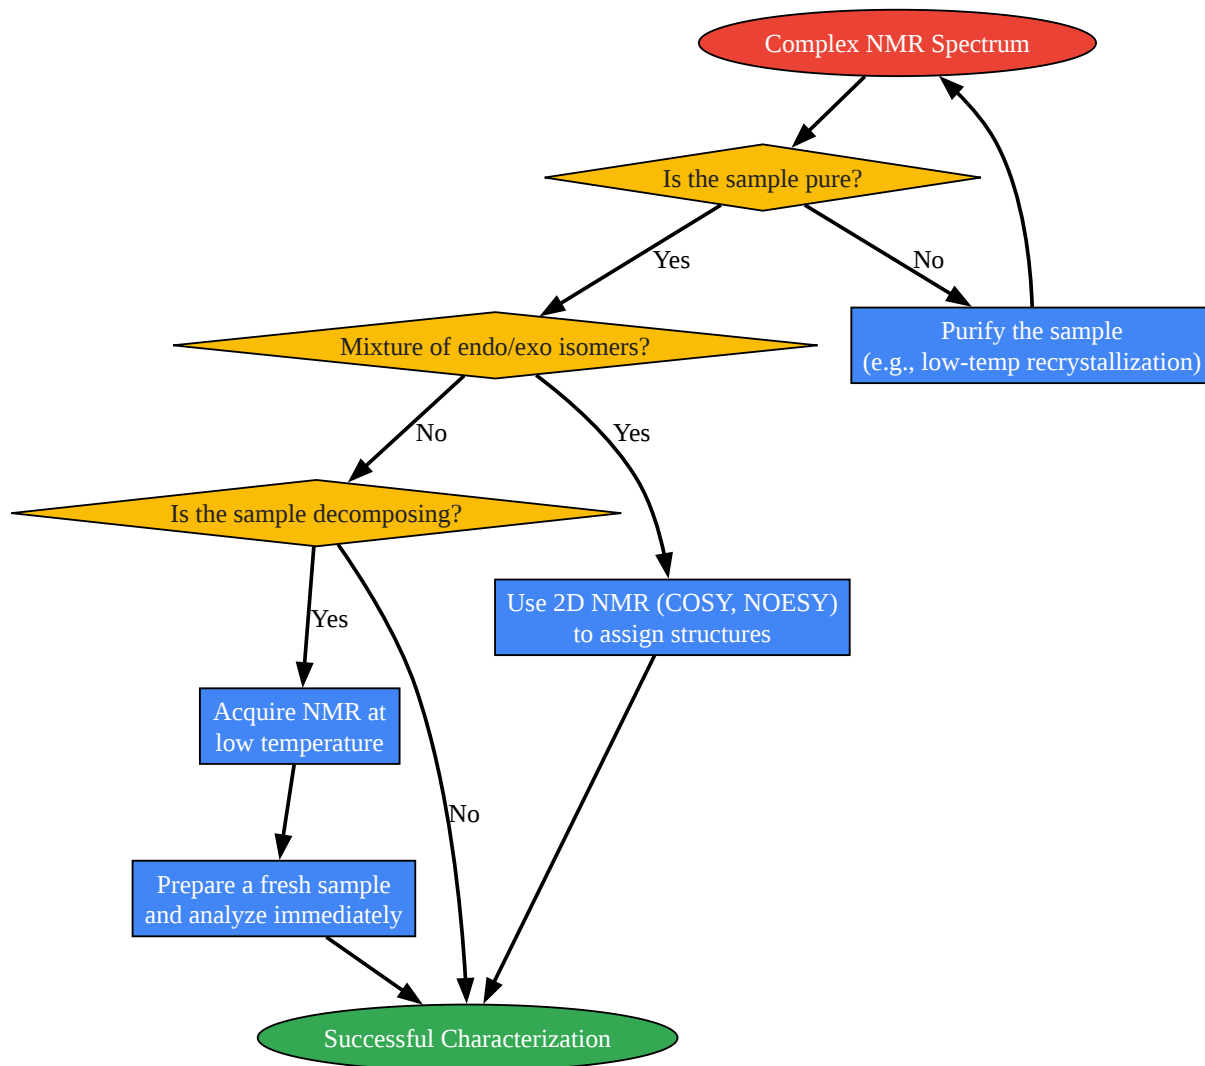 Complex NMR Spectrum
Is the sample pure?
Yes
No
Purify the sample
(e.g., low-temp recrystallization)
Mixture of endo/exo isomers?
No
Yes
Is the sample decomposing?
Use 2D NMR (COSY, NOESY)
to assign structures
Yes
Acquire NMR at
low temperature
No
Prepare a fresh sample
and analyze immediately
Successful Characterization